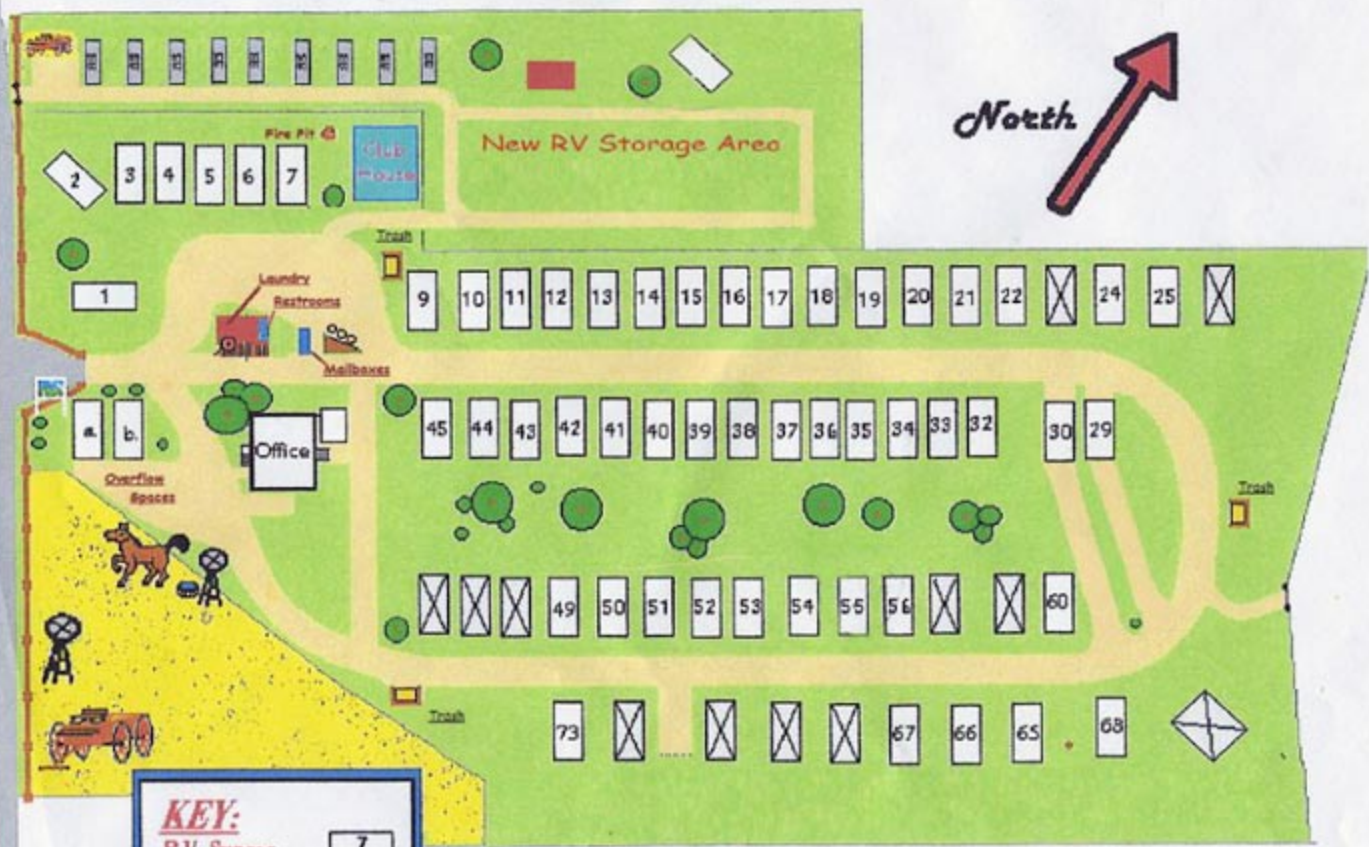 North
Fire Pit
Club
House
New RV Storage Area
2
3 4 5 6 7
Trash
1
Laundry
Restrooms
Mailboxes
9 10 11 12 13 14 15 16 17 18 19 20 21 22 24 25
a. b.
Office
45 44 43 42 41 40 39 38 37 36 35 34 33 32 30 29
Overflow
Spaces
Trash
49 50 51 52 53 54 55 56 60
Trash
73 67 66 65 68
KEY:
RV Spaces
7